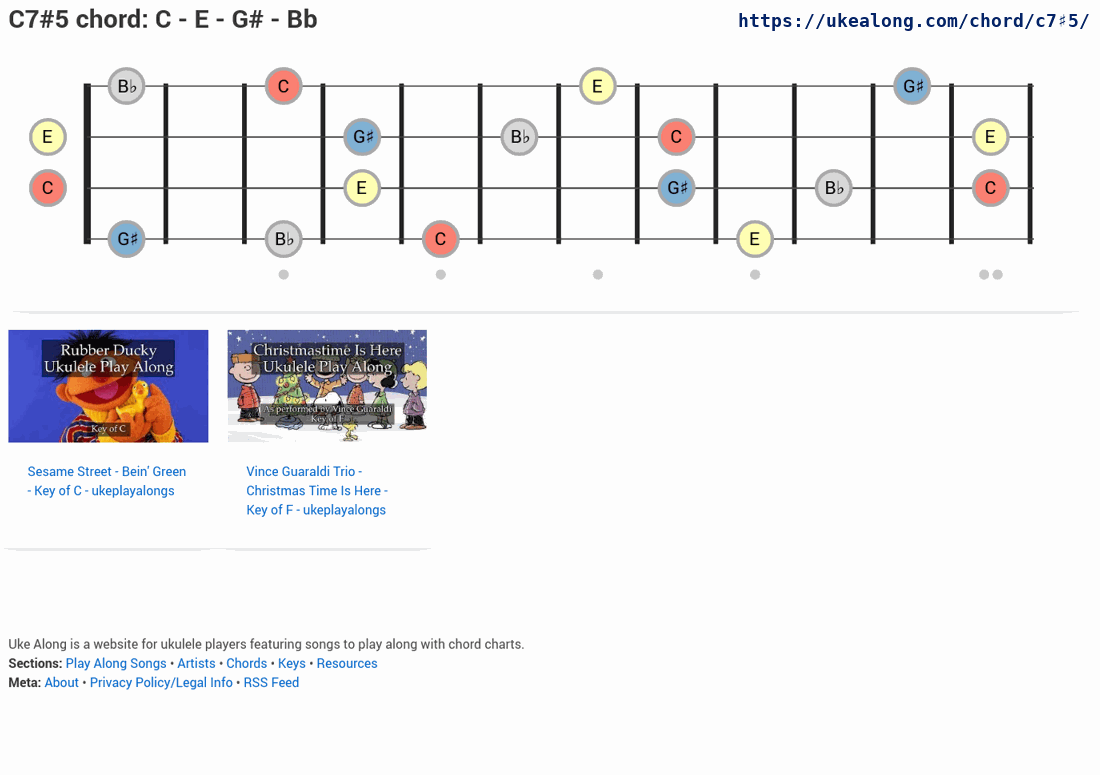 C7#5 chord: C - E - G# - Bb
https://ukealong.com/chord/c7♯5/
B♭ C E G♯
E G♯ B♭ C E
C E G♯ B♭ C
G♯ B♭ C E
Rubber Ducky
Ukulele Play Along
Key of C
Christmastime Is Here
Ukulele Play Along
As performed by Vince Guaraldi
Key of F
Sesame Street - Bein' Green
- Key of C - ukeplayalongs
Vince Guaraldi Trio -
Christmas Time Is Here -
Key of F - ukeplayalongs
Uke Along is a website for ukulele players featuring songs to play along with chord charts.
Sections: Play Along Songs • Artists • Chords • Keys • Resources
Meta: About • Privacy Policy/Legal Info • RSS Feed